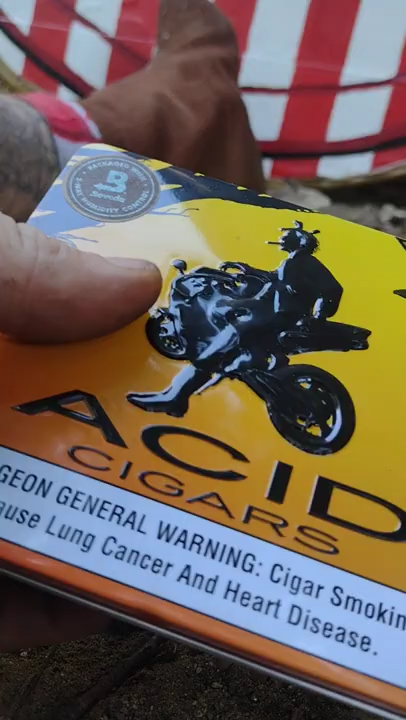 PACKAGED WITH
B
Boveda
2-WAY HUMIDITY CONTROL
ACID
CIGARS
GEON GENERAL WARNING: Cigar Smokin
ause Lung Cancer And Heart Disease.